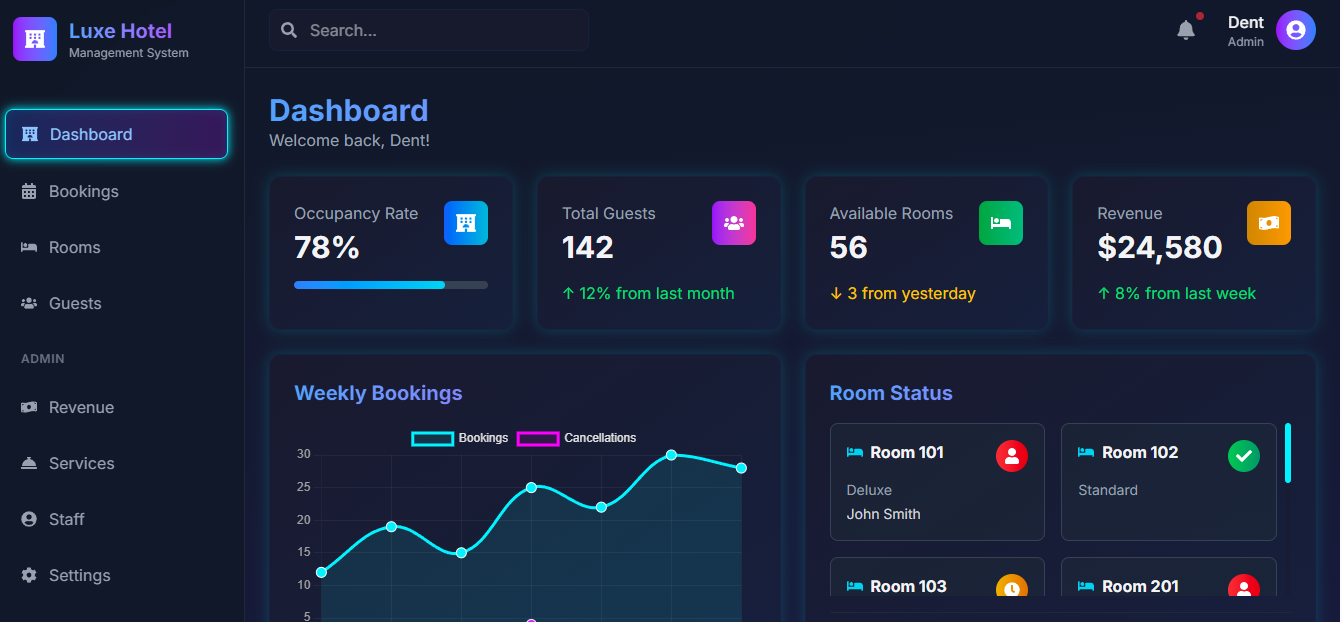 Luxe Hotel
Management System
Search...
Dent
Admin
Dashboard
Bookings
Rooms
Guests
ADMIN
Revenue
Services
Staff
Settings
Dashboard
Welcome back, Dent!
Occupancy Rate
78%
Total Guests
142
↑ 12% from last month
Available Rooms
56
↓ 3 from yesterday
Revenue
$24,580
↑ 8% from last week
Weekly Bookings
Bookings Cancellations
30
25
20
15
10
5
Room Status
Room 101
Deluxe
John Smith
Room 102
Standard
Room 103
Room 201